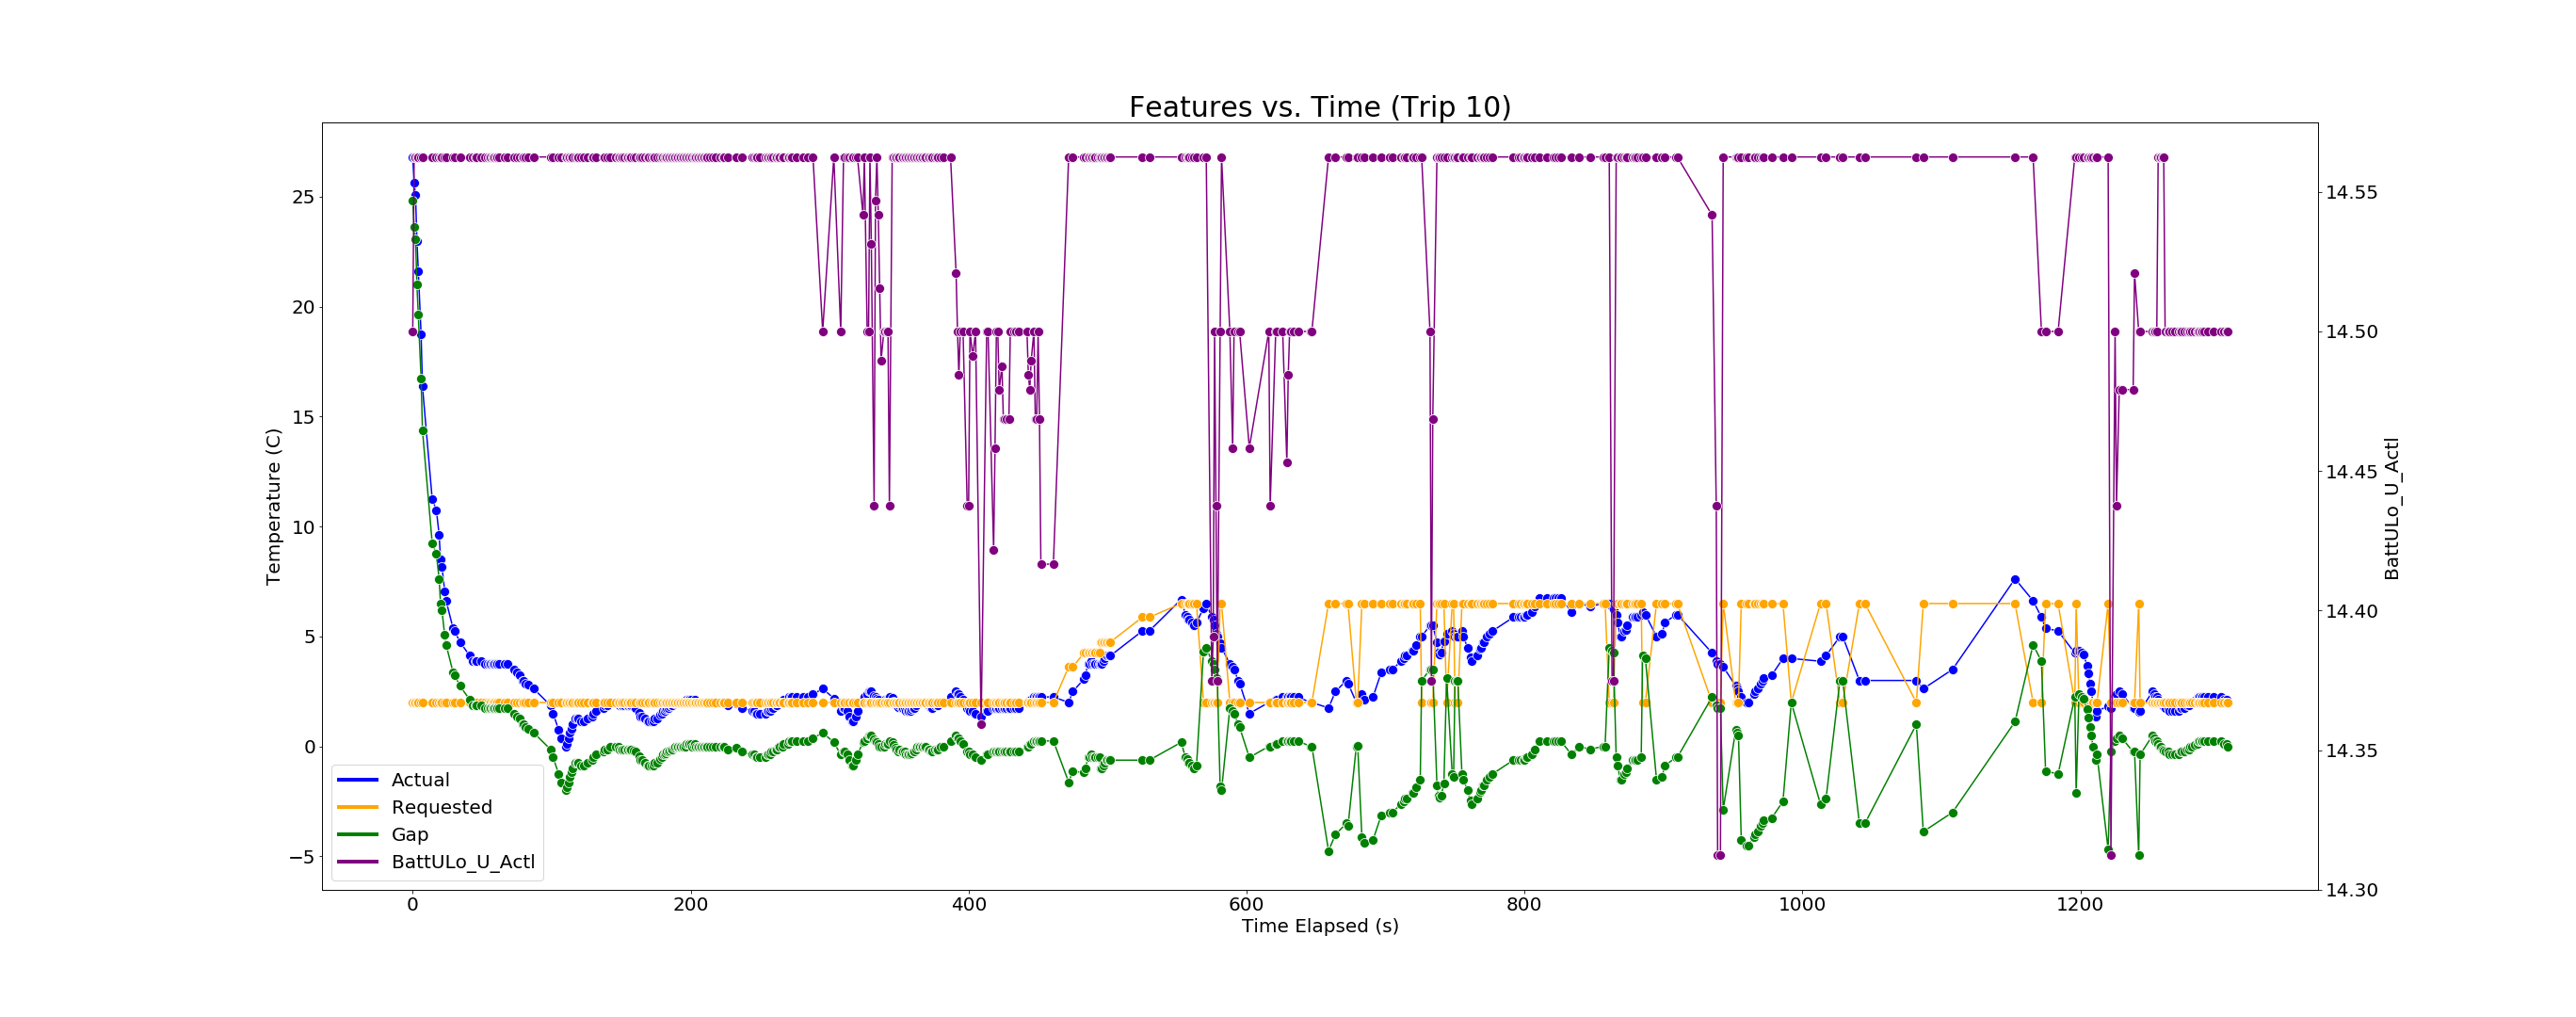 Features vs. Time (Trip 10)
Temperature (C)
25
20
15
10
5
0
−5
14.55
14.50
14.45
14.40
14.35
14.30
BattULo_U_Actl
Actual
Requested
Gap
BattULo_U_Actl
0
200
400
600
800
1000
1200
Time Elapsed (s)